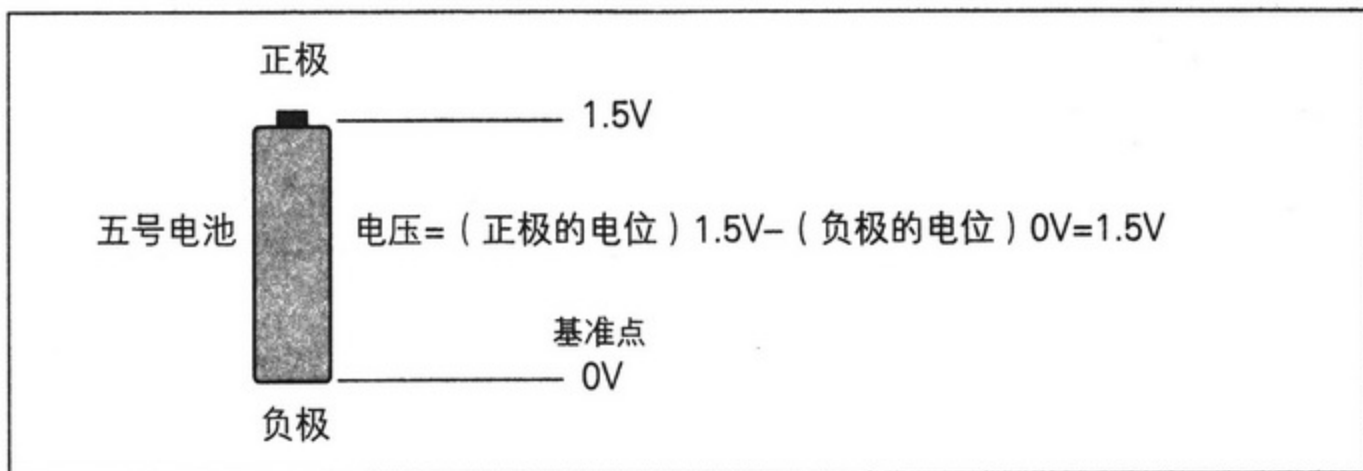 正极
1.5V
五号电池
电压=（正极的电位）1.5V–（负极的电位）0V=1.5V
基准点
0V
负极